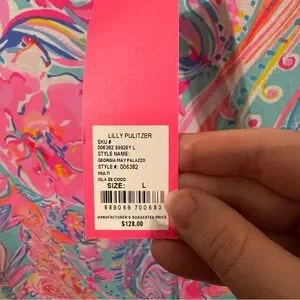 LILLY PULITZER
SKU #
006382 99926Y L
STYLE NAME:
GEORGIA MAY PALAZZO
STYLE #: 006382
MULTI
ISLA DE COCO
SIZE: L
889069 700683
MANUFACTURER'S SUGGESTED PRICE
$128.00